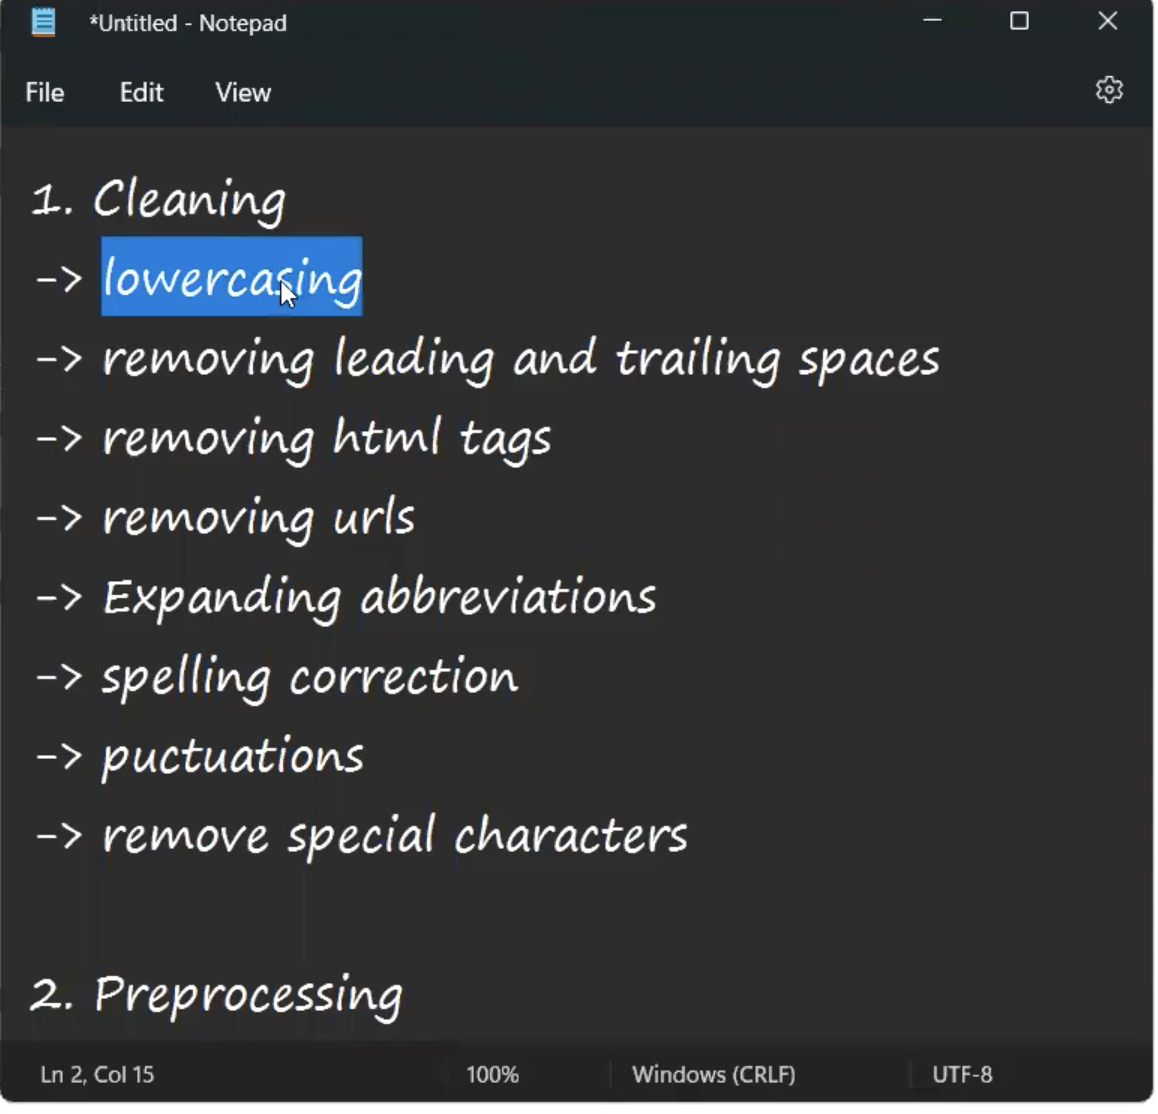 *Untitled - Notepad
File Edit View
1. Cleaning
-> lowercasing
-> removing leading and trailing spaces
-> removing html tags
-> removing urls
-> Expanding abbreviations
-> spelling correction
-> puctuations
-> remove special characters
2. Preprocessing
Ln 2, Col 15 100% Windows (CRLF) UTF-8